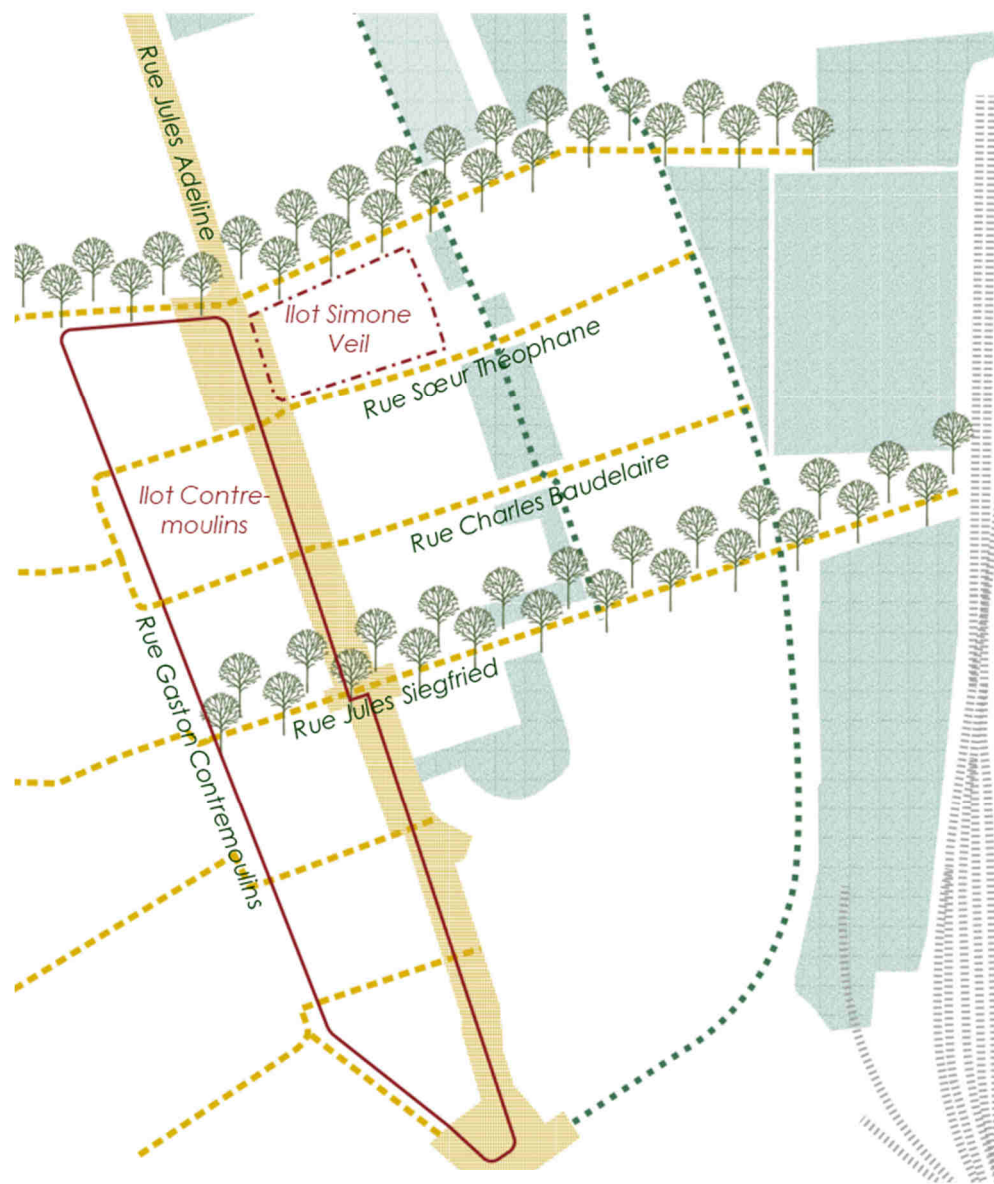 Rue Jules Adeline
Ilot Simone
Veil
Rue Sœur Théophane
Ilot Contre-
moulins
Rue Charles Baudelaire
Rue Gaston Contremoulins
Rue Jules Siegfried